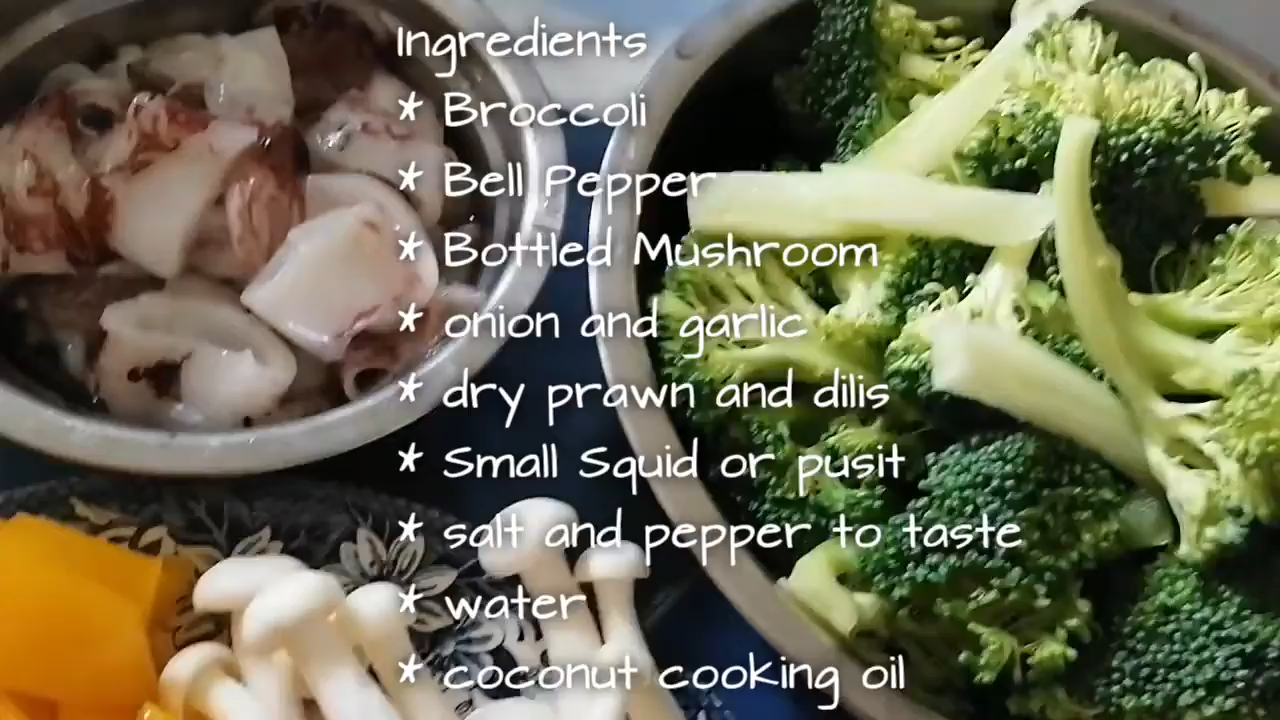 Ingredients
* Broccoli
* Bell Pepper
* Bottled Mushroom
* onion and garlic
* dry prawn and dilis
* Small Squid or pusit
* salt and pepper to taste
* water
* coconut cooking oil